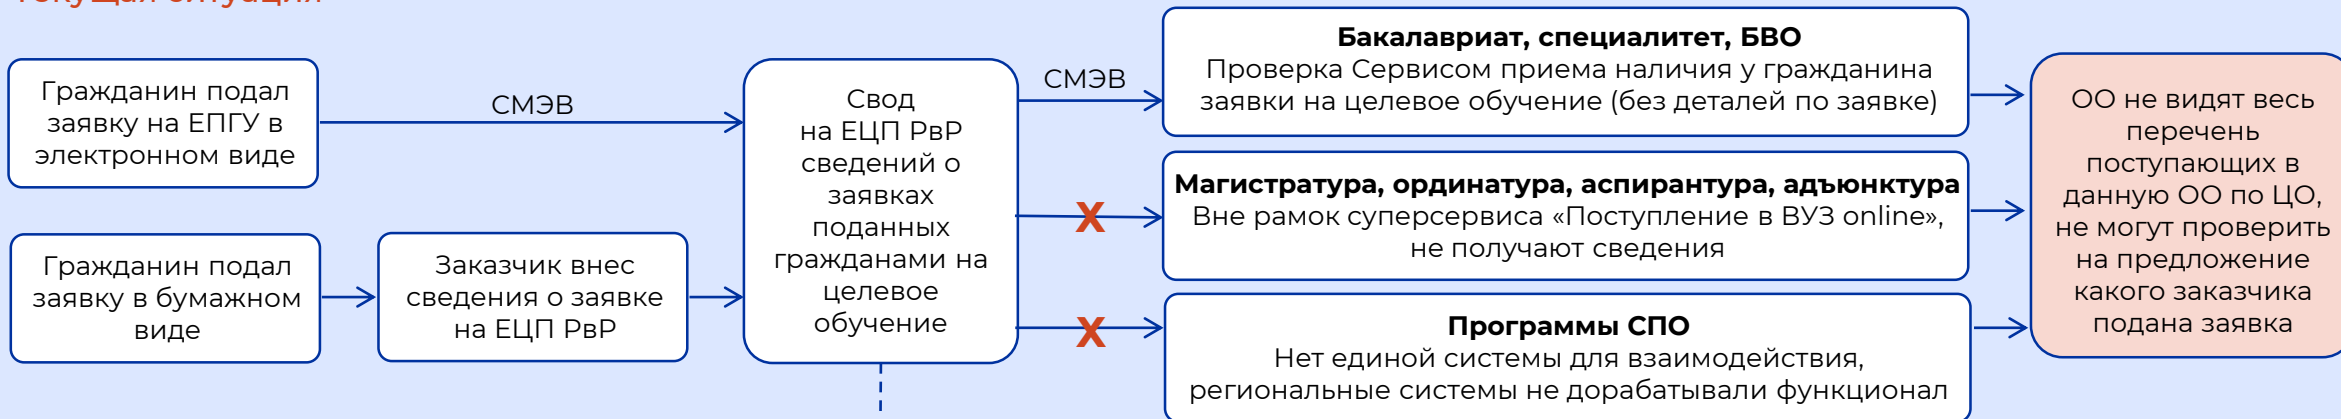 Текущая ситуация
Гражданин подал
заявку на ЕПГУ в
электронном виде
СМЭВ
Гражданин подал
заявку в бумажном
виде
Заказчик внес
сведения о заявке
на ЕЦП РвР
Свод
на ЕЦП РвР
сведений о
заявках
поданных
гражданами на
целевое
обучение
СМЭВ
Бакалавриат, специалитет, БВО
Проверка Сервисом приема наличия у гражданина
заявки на целевое обучение (без деталей по заявке)
X
Магистратура, ординатура, аспирантура, адъюнктура
Вне рамок суперсервиса «Поступление в ВУЗ online»,
не получают сведения
X
Программы СПО
Нет единой системы для взаимодействия,
региональные системы не дорабатывали функционал
ОО не видят весь
перечень
поступающих в
данную ОО по ЦО,
не могут проверить
на предложение
какого заказчика
подана заявка